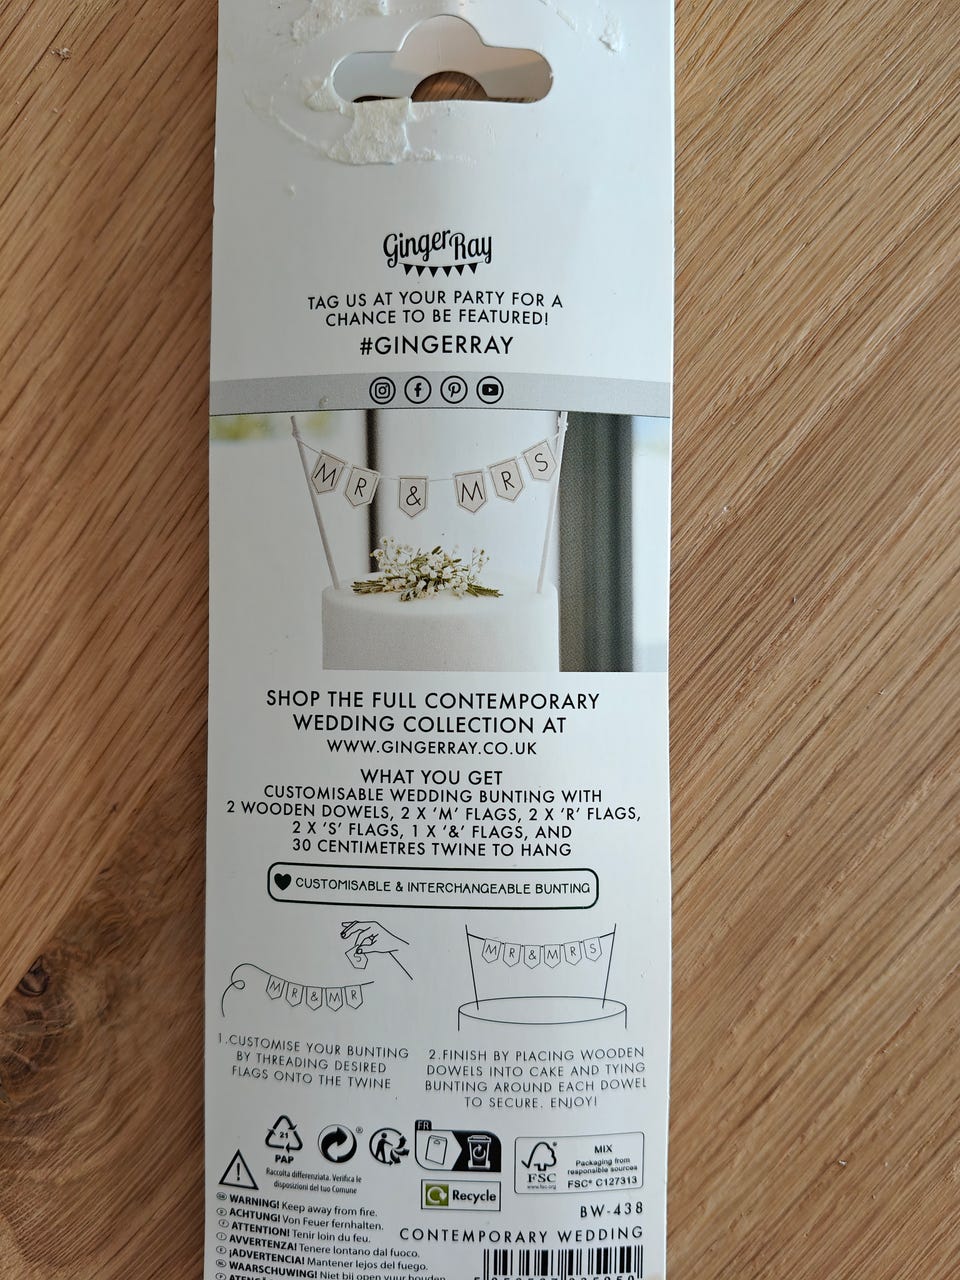 Ginger Ray
TAG US AT YOUR PARTY FOR A
CHANCE TO BE FEATURED!
#GINGERRAY
MR & MRS
SHOP THE FULL CONTEMPORARY
WEDDING COLLECTION AT
WWW.GINGERRAY.CO.UK
WHAT YOU GET
CUSTOMISABLE WEDDING BUNTING WITH
2 WOODEN DOWELS, 2 X 'M' FLAGS, 2 X 'R' FLAGS,
2 X 'S' FLAGS, 1 X '&' FLAGS, AND
30 CENTIMETRES TWINE TO HANG
CUSTOMISABLE & INTERCHANGEABLE BUNTING
S
MR&MR
MR&MRS
1.CUSTOMISE YOUR BUNTING
BY THREADING DESIRED
FLAGS ONTO THE TWINE
2.FINISH BY PLACING WOODEN
DOWELS INTO CAKE AND TYING
BUNTING AROUND EACH DOWEL
TO SECURE. ENJOY!
21
PAP
Raccolta differenziata. Verifica le
disposizioni del tuo Comune
FR
Recycle
FSC
www.fsc.org
MIX
Packaging from
responsible sources
FSC® C127313
WARNING! Keep away from fire.
ACHTUNG! Von Feuer fernhalten.
ATTENTION! Tenir loin du feu.
AVVERTENZA! Tenere lontano dal fuoco.
¡ADVERTENCIA! Mantener lejos del fuego.
WAARSCHUWING! Niet bij open vuur houden.
BW-438
CONTEMPORARY WEDDING